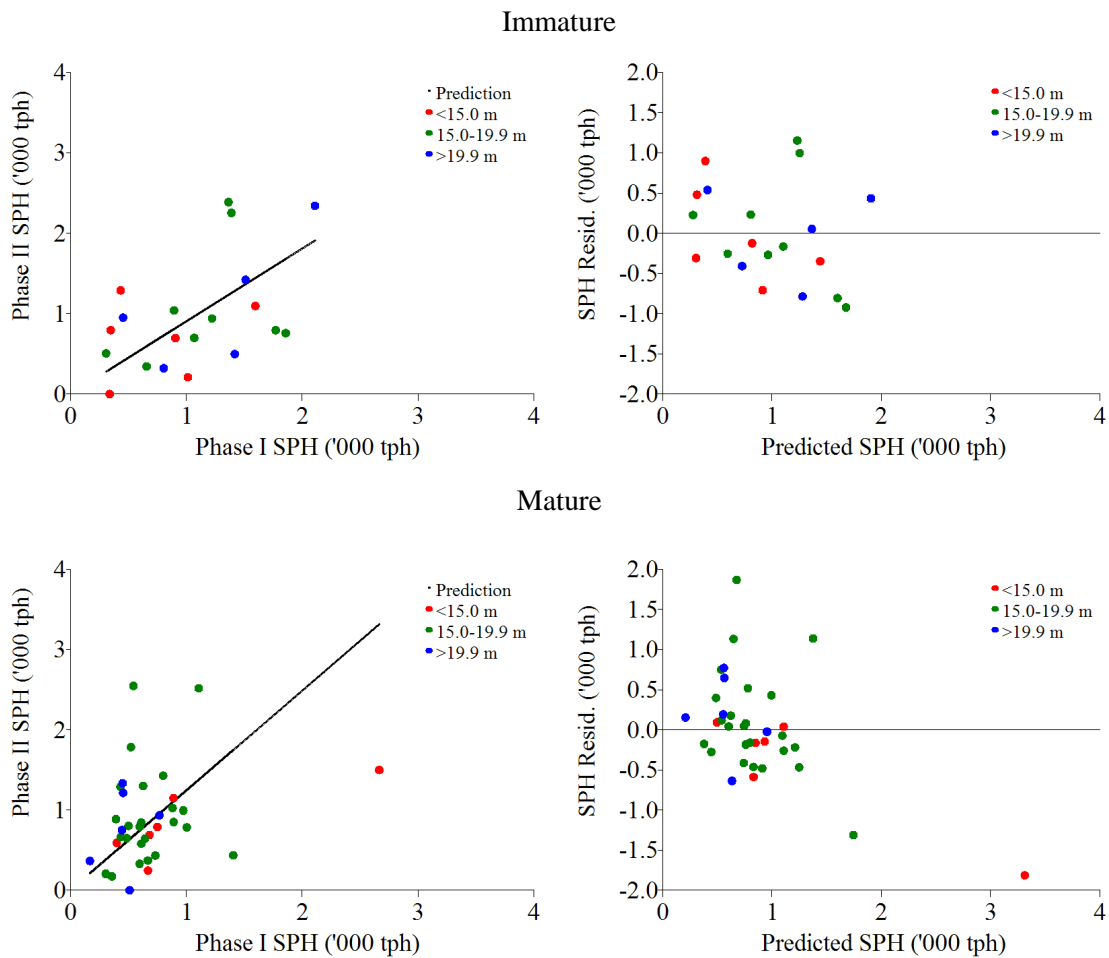 Immature
Phase II SPH ('000 tph)
4
3
2
1
0
0 1 2 3 4
Phase I SPH ('000 tph)
Prediction
<15.0 m
15.0-19.9 m
>19.9 m
SPH Resid. ('000 tph)
2.0
1.5
1.0
0.5
0.0
-0.5
-1.0
-1.5
-2.0
0 1 2 3 4
Predicted SPH ('000 tph)
<15.0 m
15.0-19.9 m
>19.9 m
Mature
Phase II SPH ('000 tph)
4
3
2
1
0
0 1 2 3 4
Phase I SPH ('000 tph)
Prediction
<15.0 m
15.0-19.9 m
>19.9 m
SPH Resid. ('000 tph)
2.0
1.5
1.0
0.5
0.0
-0.5
-1.0
-1.5
-2.0
0 1 2 3 4
Predicted SPH ('000 tph)
<15.0 m
15.0-19.9 m
>19.9 m